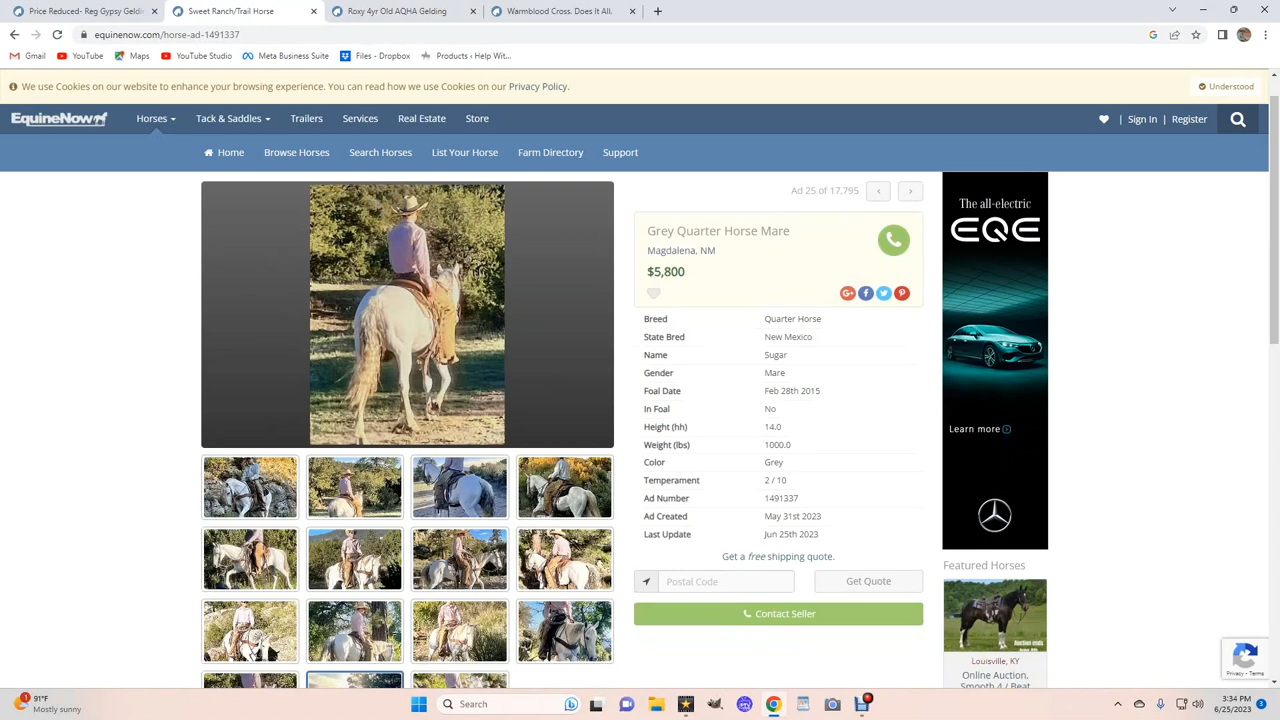 Price Reduced- Reg Gypsy Geldi
Sweet Ranch/Trail Horse
Roxy 4yr Old AQHA Gelding
Warmblood Cross. Does It All.
equinenow.com/horse-ad-1491337
Gmail YouTube Maps YouTube Studio Meta Business Suite Files - Dropbox Products ‹ Help Wit...
We use Cookies on our website to enhance your browsing experience. You can read how we use Cookies on our Privacy Policy. Understood
EquineNow Horses Tack & Saddles Trailers Services Real Estate Store | Sign In | Register
Home Browse Horses Search Horses List Your Horse Farm Directory Support
Ad 25 of 17,795 ‹ ›
Grey Quarter Horse Mare
Magdalena, NM
$5,800
Breed Quarter Horse
State Bred New Mexico
Name Sugar
Gender Mare
Foal Date Feb 28th 2015
In Foal No
Height (hh) 14.0
Weight (lbs) 1000.0
Color Grey
Temperament 2 / 10
Ad Number 1491337
Ad Created May 31st 2023
Last Update Jun 25th 2023
Get a free shipping quote.
Postal Code Get Quote
Contact Seller
The all-electric
EQE
Learn more
Featured Horses
Auction ends
Louisville, KY
Online Auction,
Smooth 4 / Beat
Privacy - Terms
1 91°F
Mostly sunny
Search
3:34 PM
6/25/2023
3